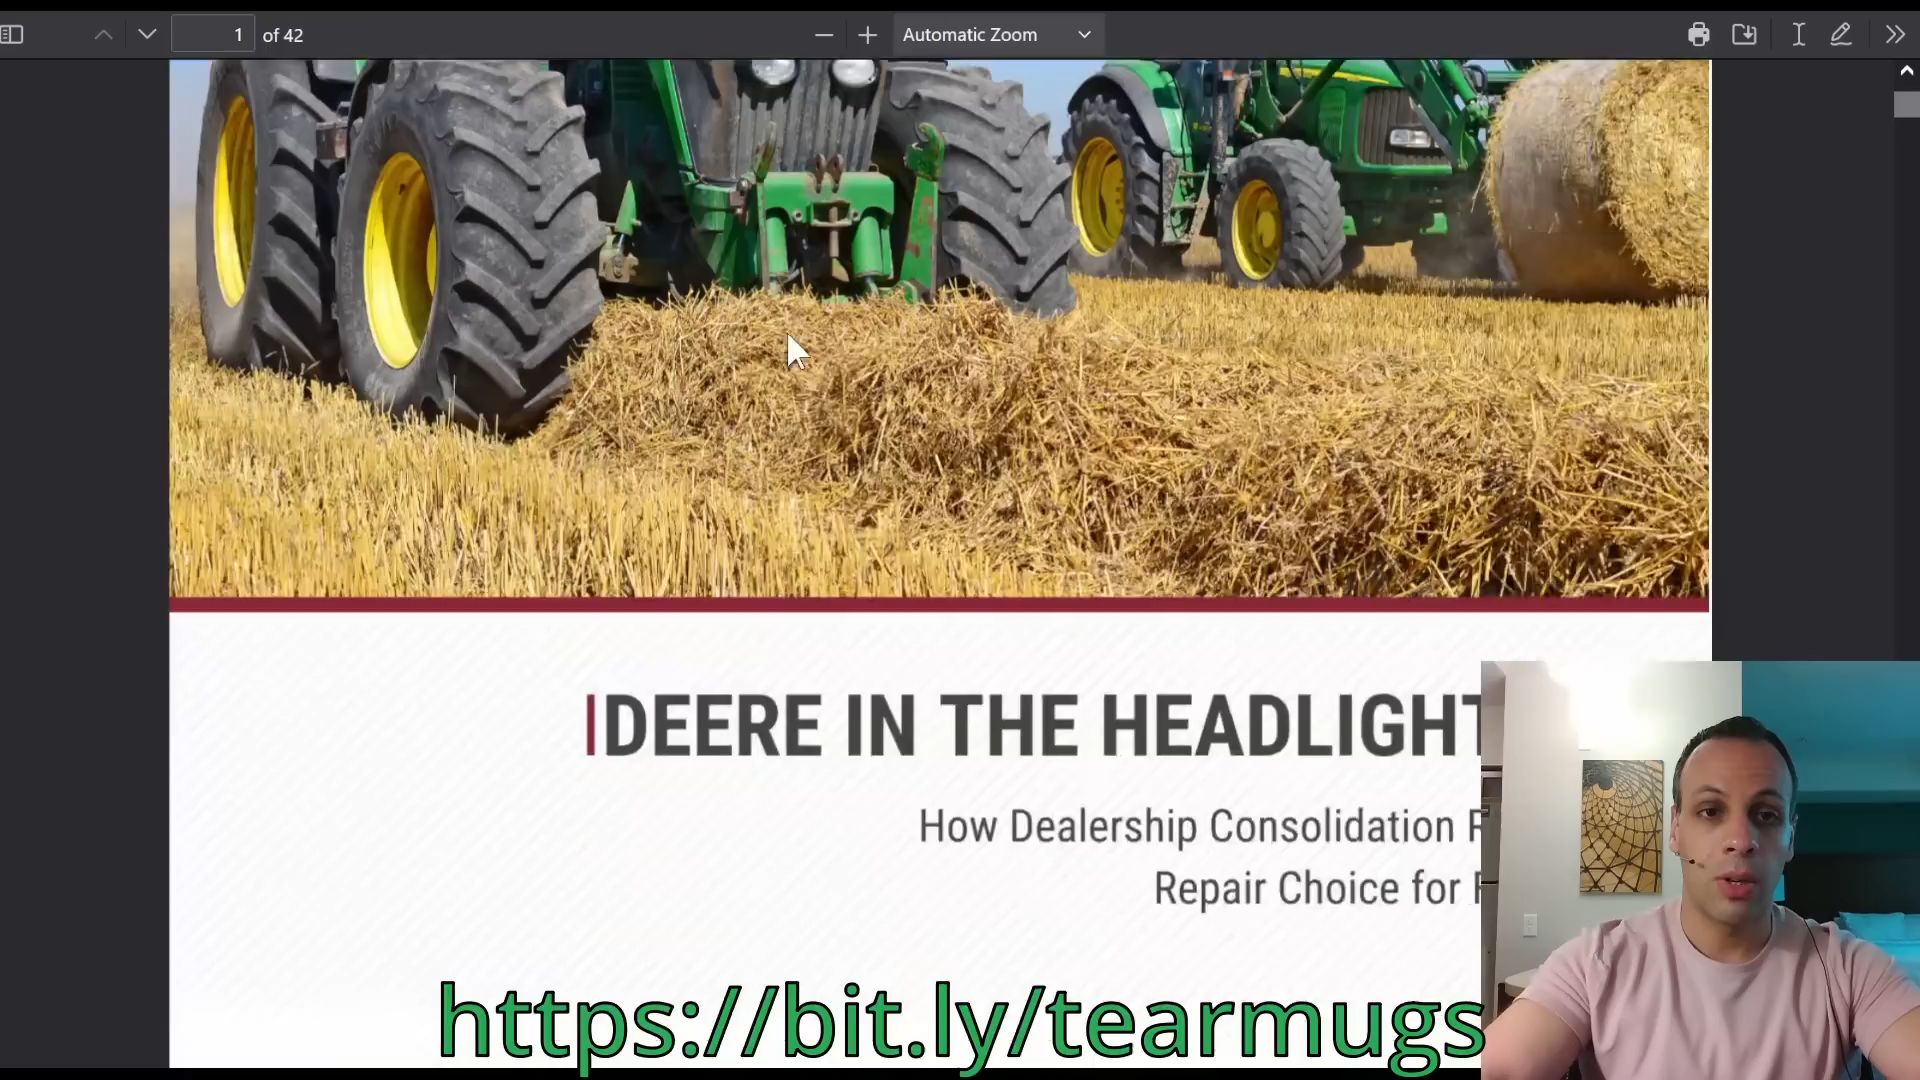 1 of 42
Automatic Zoom
DEERE IN THE HEADLIGHT
How Dealership Consolidation
Repair Choice for
https://bit.ly/tearmugs